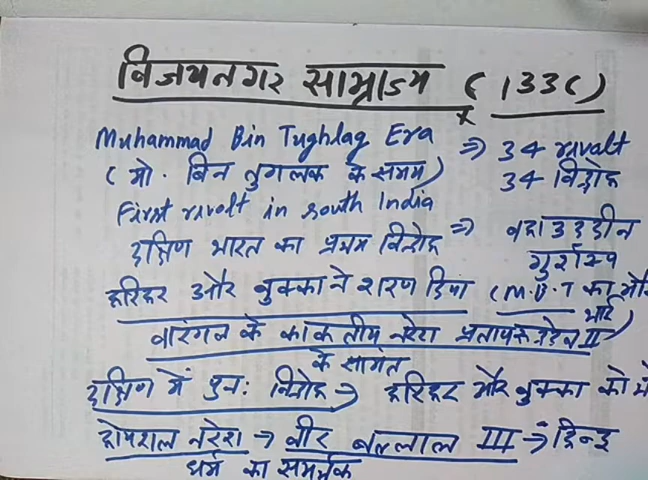 विजयनगर साम्राज्य (1336)
Muhammad Bin Tughlaq Era ⇒ 34 revolt
(मो. बिन तुगलक के समय) 34 विद्रोह
First revolt in south India
दक्षिण भारत का प्रथम विद्रोह ⇒ बहाउद्दीन
गुर्शास्प
हरिहर और बुक्का ने शरण दिया (M.B.T का
भाई)
वारंगल के काकतीय नरेश प्रतापरुद्रदेव II
के सामंत
दक्षिण में पुनः विद्रोह → हरिहर और बुक्का को
होयसल नरेश → वीर बल्लाल III → हिन्दू
धर्म का समर्थक